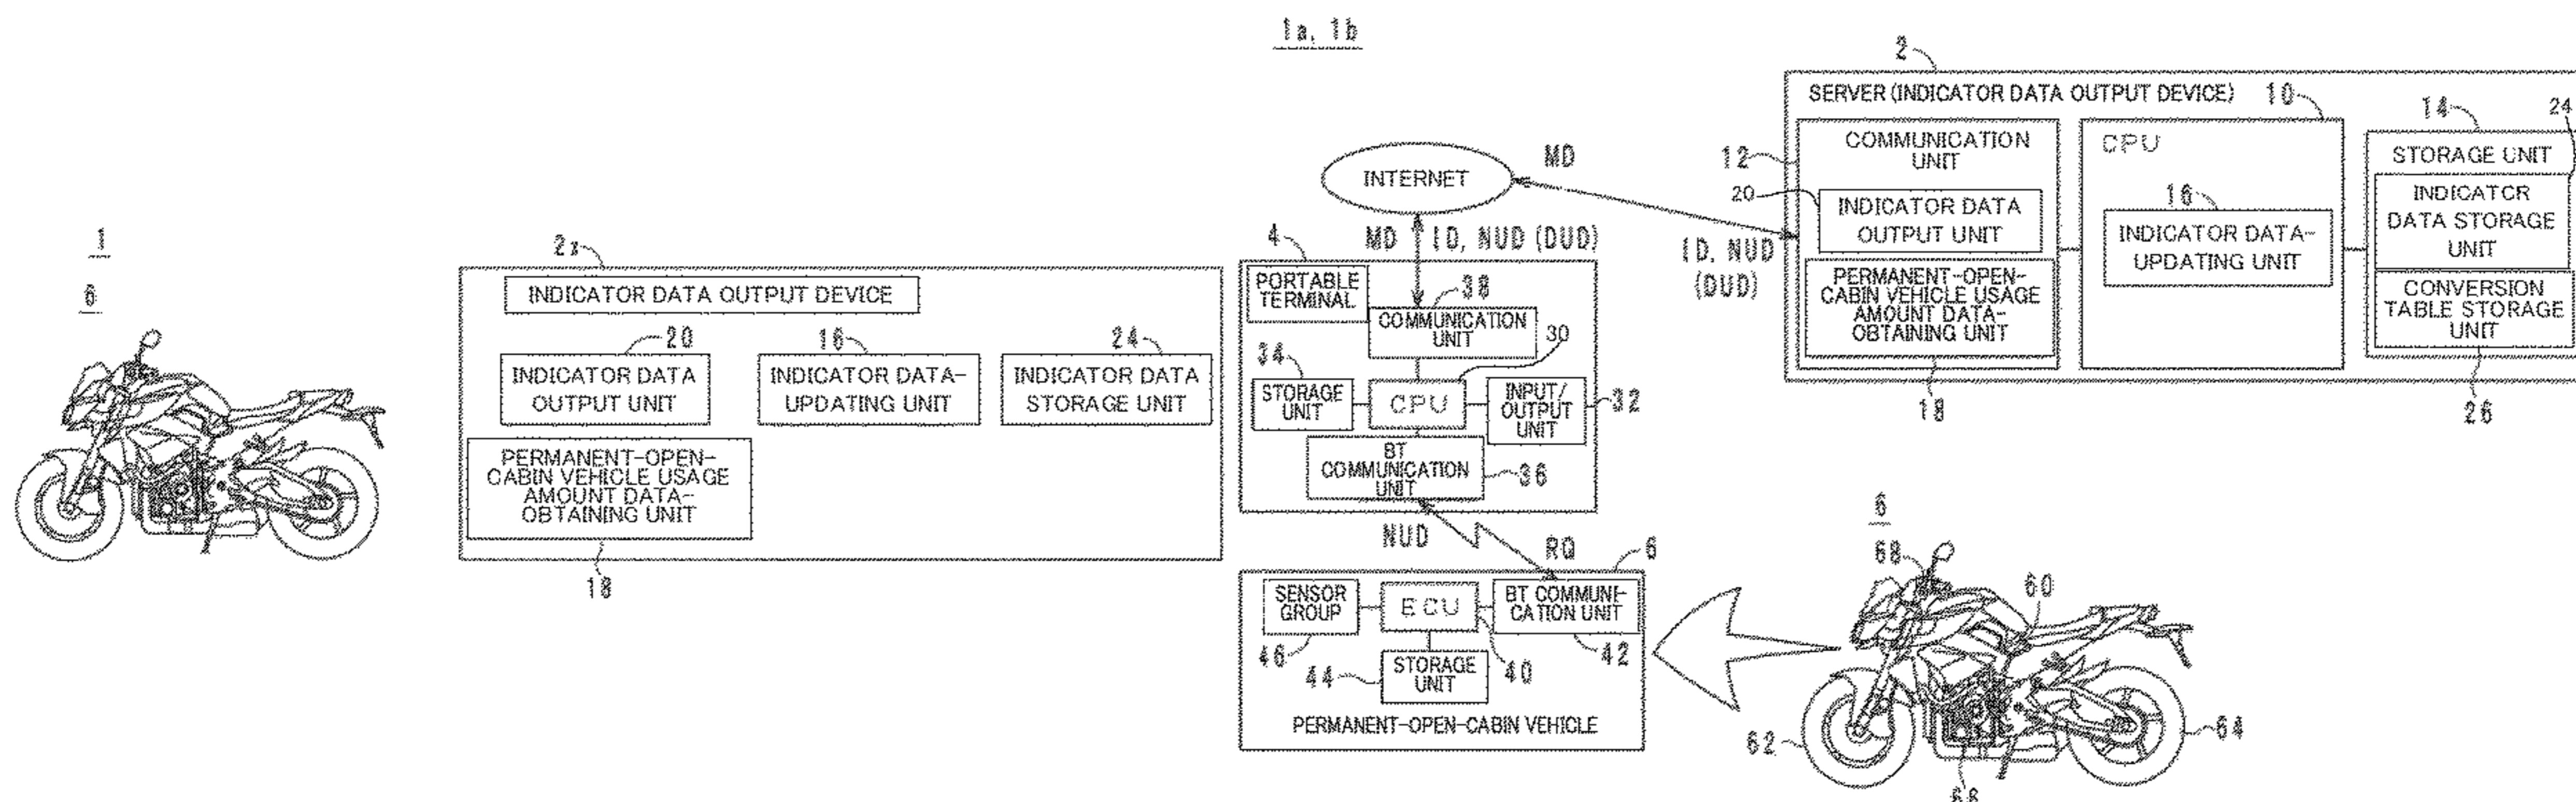 1a, 1b
1
6
2z
INDICATOR DATA OUTPUT DEVICE
20
INDICATOR DATA
OUTPUT UNIT
16
INDICATOR DATA-
UPDATING UNIT
24
INDICATOR DATA
STORAGE UNIT
PERMANENT-OPEN-
CABIN VEHICLE USAGE
AMOUNT DATA-
OBTAINING UNIT
18
INTERNET
MD
MD
ID, NUD (DUD)
ID, NUD
(DUD)
4
PORTABLE
TERMINAL
38
COMMUNICATION
UNIT
30
34
STORAGE
UNIT
CPU
INPUT/
OUTPUT
UNIT
32
BT
COMMUNICATION
UNIT
36
NUD
RQ
6
SENSOR
GROUP
46
ECU
40
BT COMMUNI-
CATION UNIT
42
44
STORAGE
UNIT
PERMANENT-OPEN-CABIN VEHICLE
2
SERVER (INDICATOR DATA OUTPUT DEVICE)
10
14
24
12
COMMUNICATION
UNIT
20
INDICATOR DATA
OUTPUT UNIT
PERMANENT-OPEN-
CABIN VEHICLE USAGE
AMOUNT DATA-
OBTAINING UNIT
18
CPU
16
INDICATOR DATA-
UPDATING UNIT
STORAGE UNIT
INDICATOR
DATA STORAGE
UNIT
CONVERSION
TABLE STORAGE
UNIT
26
6
68
60
62
64
66